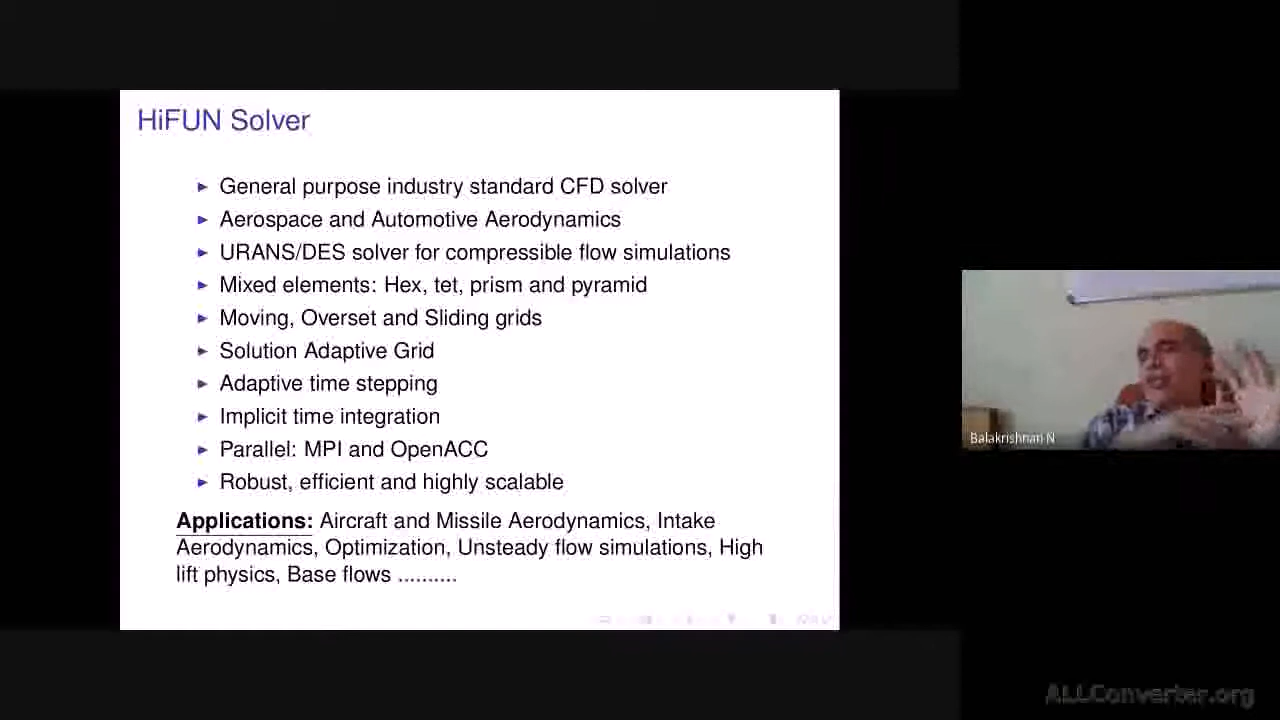 HiFUN Solver
► General purpose industry standard CFD solver
► Aerospace and Automotive Aerodynamics
► URANS/DES solver for compressible flow simulations
► Mixed elements: Hex, tet, prism and pyramid
► Moving, Overset and Sliding grids
► Solution Adaptive Grid
► Adaptive time stepping
► Implicit time integration
► Parallel: MPI and OpenACC
► Robust, efficient and highly scalable
Applications: Aircraft and Missile Aerodynamics, Intake
Aerodynamics, Optimization, Unsteady flow simulations, High
lift physics, Base flows ..........
Balakrishnan N
ALLConverter.org